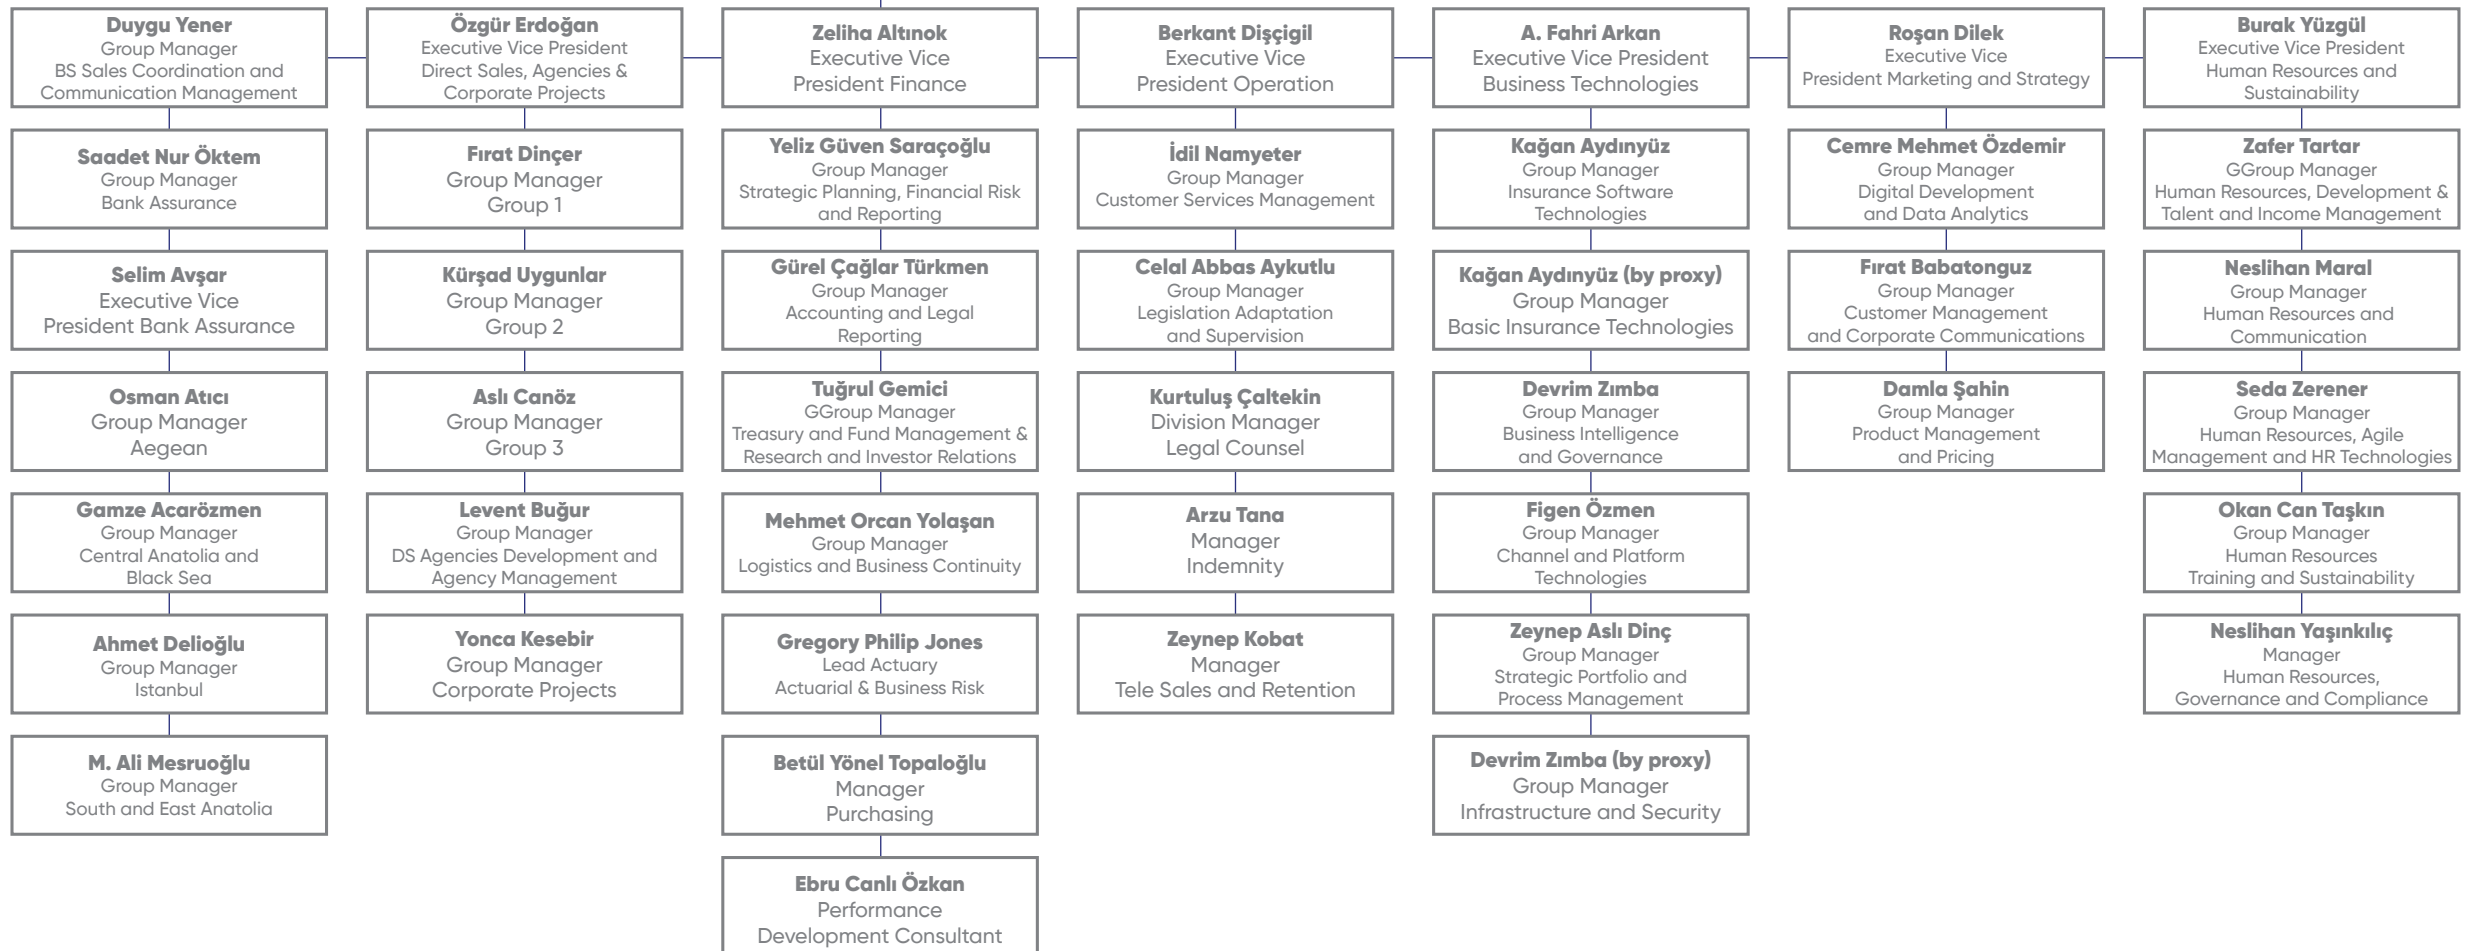 Duygu Yener
Group Manager
BS Sales Coordination and
Communication Management
Saadet Nur Öktem
Group Manager
Bank Assurance
Selim Avşar
Executive Vice
President Bank Assurance
Osman Atıcı
Group Manager
Aegean
Gamze Acarözmen
Group Manager
Central Anatolia and
Black Sea
Ahmet Delioğlu
Group Manager
Istanbul
M. Ali Mesruoğlu
Group Manager
South and East Anatolia
Özgür Erdoğan
Executive Vice President
Direct Sales, Agencies &
Corporate Projects
Fırat Dinçer
Group Manager
Group 1
Kürşad Uygunlar
Group Manager
Group 2
Aslı Canöz
Group Manager
Group 3
Levent Buğur
Group Manager
DS Agencies Development and
Agency Management
Yonca Kesebir
Group Manager
Corporate Projects
Zeliha Altınok
Executive Vice
President Finance
Yeliz Güven Saraçoğlu
Group Manager
Strategic Planning, Financial Risk
and Reporting
Gürel Çağlar Türkmen
Group Manager
Accounting and Legal
Reporting
Tuğrul Gemici
GGroup Manager
Treasury and Fund Management &
Research and Investor Relations
Mehmet Orcan Yolaşan
Group Manager
Logistics and Business Continuity
Gregory Philip Jones
Lead Actuary
Actuarial & Business Risk
Betül Yönel Topaloğlu
Manager
Purchasing
Ebru Canlı Özkan
Performance
Development Consultant
Berkant Dişçigil
Executive Vice
President Operation
İdil Namyeter
Group Manager
Customer Services Management
Celal Abbas Aykutlu
Group Manager
Legislation Adaptation
and Supervision
Kurtuluş Çaltekin
Division Manager
Legal Counsel
Arzu Tana
Manager
Indemnity
Zeynep Kobat
Manager
Tele Sales and Retention
A. Fahri Arkan
Executive Vice President
Business Technologies
Kağan Aydınyüz
Group Manager
Insurance Software
Technologies
Kağan Aydınyüz (by proxy)
Group Manager
Basic Insurance Technologies
Devrim Zımba
Group Manager
Business Intelligence
and Governance
Figen Özmen
Group Manager
Channel and Platform
Technologies
Zeynep Aslı Dinç
Group Manager
Strategic Portfolio and
Process Management
Devrim Zımba (by proxy)
Group Manager
Infrastructure and Security
Roşan Dilek
Executive Vice
President Marketing and Strategy
Cemre Mehmet Özdemir
Group Manager
Digital Development
and Data Analytics
Fırat Babatonguz
Group Manager
Customer Management
and Corporate Communications
Damla Şahin
Group Manager
Product Management
and Pricing
Burak Yüzgül
Executive Vice President
Human Resources and
Sustainability
Zafer Tartar
GGroup Manager
Human Resources, Development &
Talent and Income Management
Neslihan Maral
Group Manager
Human Resources and
Communication
Seda Zerener
Group Manager
Human Resources, Agile
Management and HR Technologies
Okan Can Taşkın
Group Manager
Human Resources
Training and Sustainability
Neslihan Yaşınkılıç
Manager
Human Resources,
Governance and Compliance